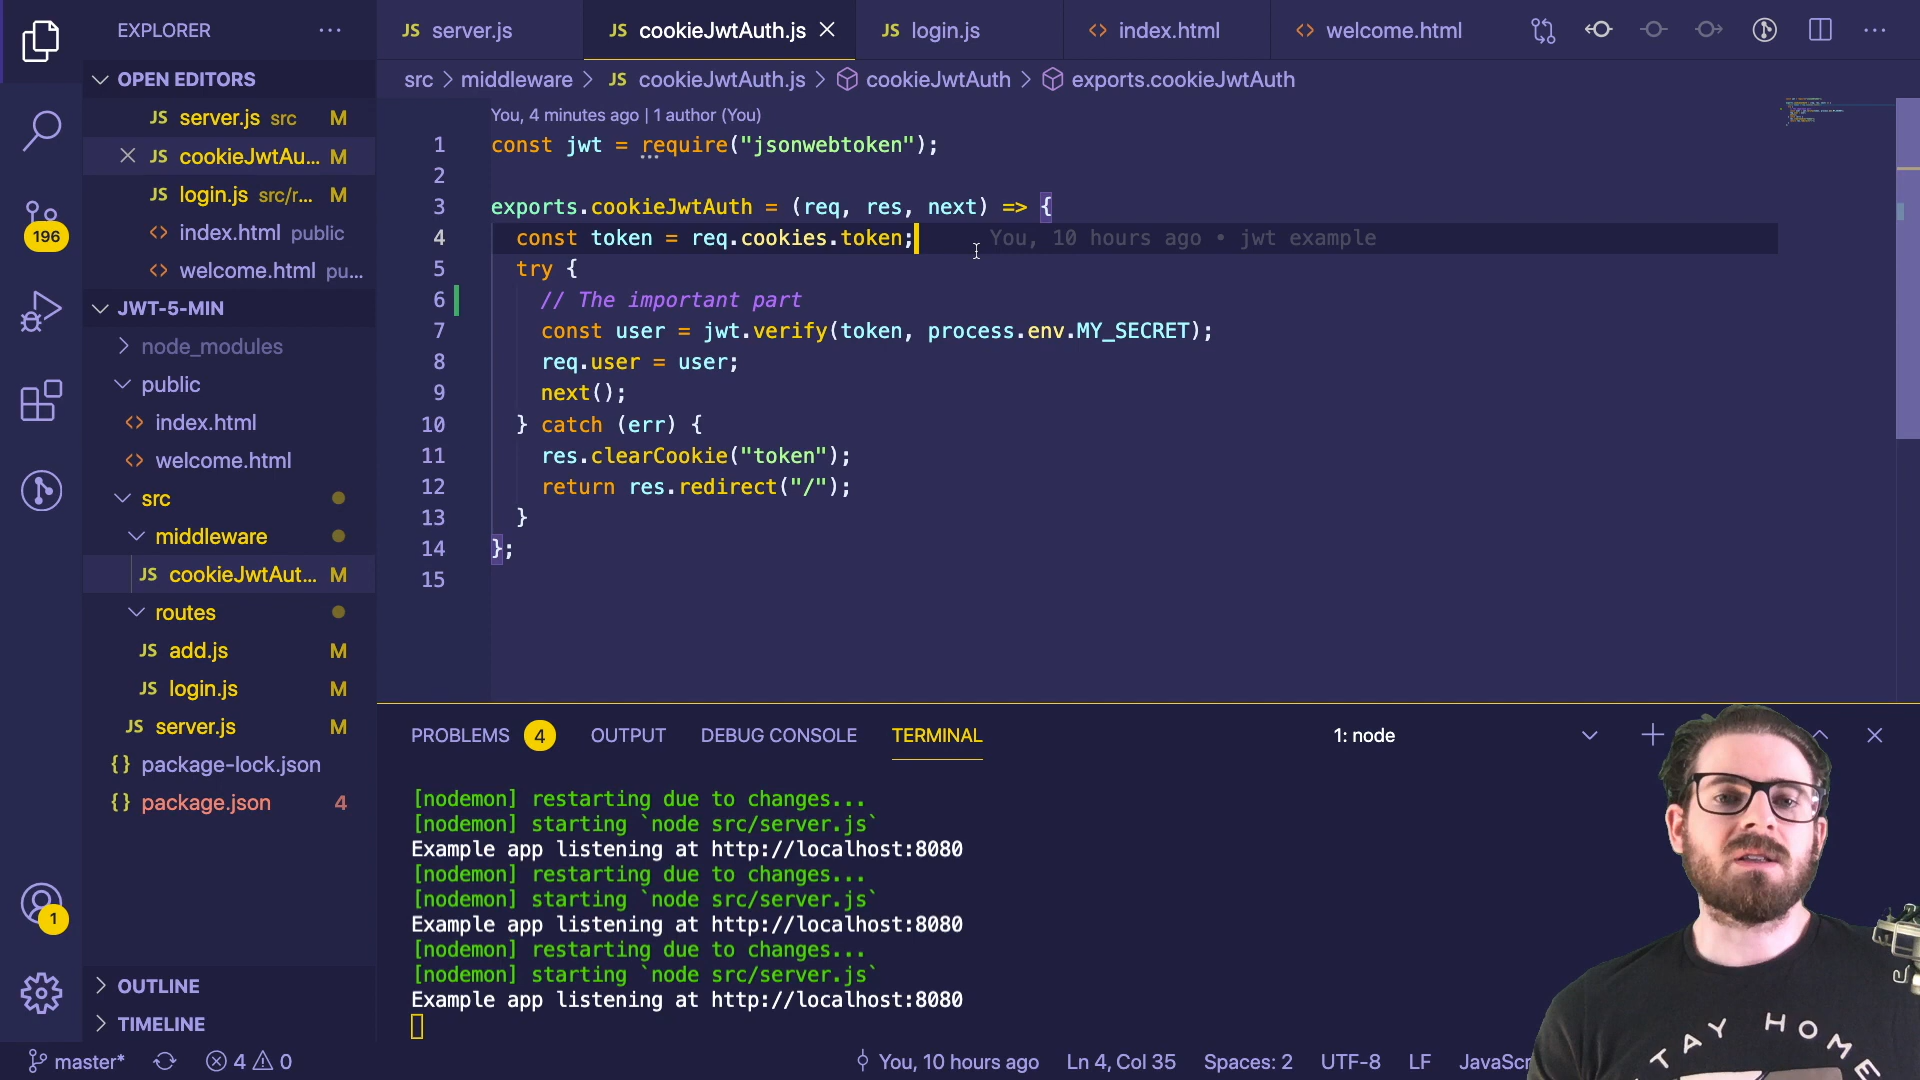 EXPLORER
OPEN EDITORS
JS server.js src M
JS cookieJwtAu... M
JS login.js src/r... M
<> index.html public
<> welcome.html pu...
JWT-5-MIN
node_modules
public
<> index.html
<> welcome.html
src
middleware
JS cookieJwtAut... M
routes
JS add.js M
JS login.js M
JS server.js M
{} package-lock.json
{} package.json 4
OUTLINE
TIMELINE
196
1
JS server.js
JS cookieJwtAuth.js
JS login.js
<> index.html
<> welcome.html
src > middleware > JS cookieJwtAuth.js > cookieJwtAuth > exports.cookieJwtAuth
You, 4 minutes ago | 1 author (You)
1 const jwt = require("jsonwebtoken");
2
3 exports.cookieJwtAuth = (req, res, next) => {
4 const token = req.cookies.token; You, 10 hours ago • jwt example
5 try {
6 // The important part
7 const user = jwt.verify(token, process.env.MY_SECRET);
8 req.user = user;
9 next();
10 } catch (err) {
11 res.clearCookie("token");
12 return res.redirect("/");
13 }
14 };
15
PROBLEMS 4 OUTPUT DEBUG CONSOLE TERMINAL 1: node
[nodemon] restarting due to changes...
[nodemon] starting `node src/server.js`
Example app listening at http://localhost:8080
[nodemon] restarting due to changes...
[nodemon] starting `node src/server.js`
Example app listening at http://localhost:8080
[nodemon] restarting due to changes...
[nodemon] starting `node src/server.js`
Example app listening at http://localhost:8080
master* 4 0 You, 10 hours ago Ln 4, Col 35 Spaces: 2 UTF-8 LF JavaScr
TAY HOME